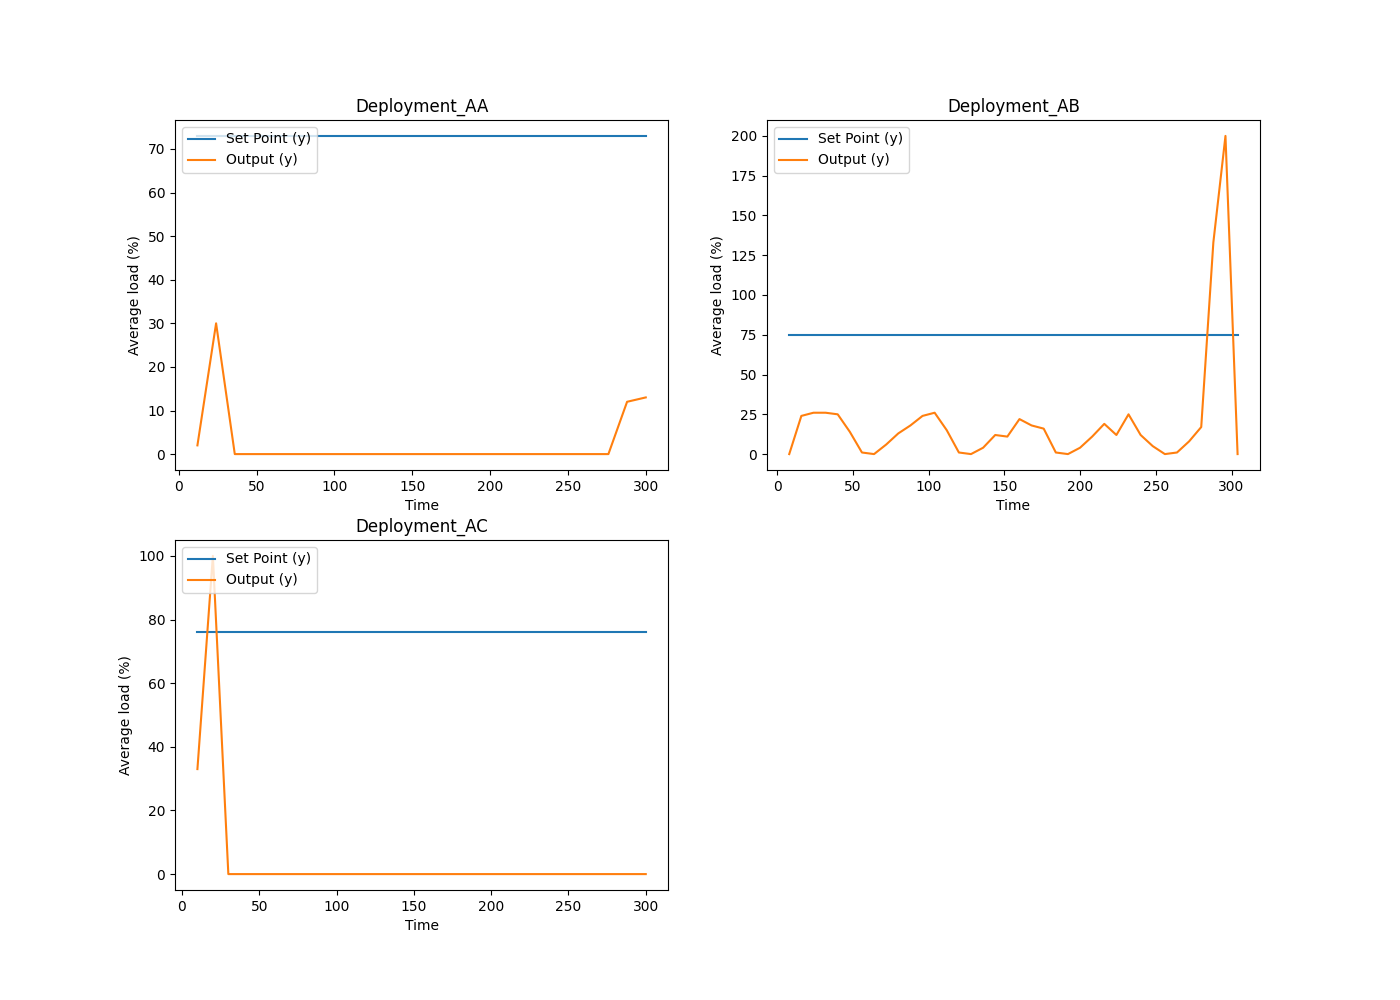 Deployment_AA
Set Point (y)
Output (y)
Average load (%)
70
60
50
40
30
20
10
0
0 50 100 150 200 250 300
Time
Deployment_AB
Set Point (y)
Output (y)
Average load (%)
200
175
150
125
100
75
50
25
0
0 50 100 150 200 250 300
Time
Deployment_AC
Set Point (y)
Output (y)
Average load (%)
100
80
60
40
20
0
0 50 100 150 200 250 300
Time